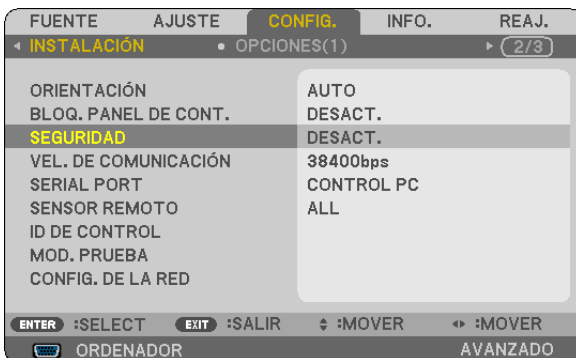 FUENTE AJUSTE CONFIG. INFO. REAJ.
INSTALACIÓN • OPCIONES(1) 2/3
ORIENTACIÓN AUTO
BLOQ. PANEL DE CONT. DESACT.
SEGURIDAD DESACT.
VEL. DE COMUNICACIÓN 38400bps
SERIAL PORT CONTROL PC
SENSOR REMOTO ALL
ID DE CONTROL
MOD. PRUEBA
CONFIG. DE LA RED
ENTER :SELECT EXIT :SALIR :MOVER :MOVER
ORDENADOR AVANZADO